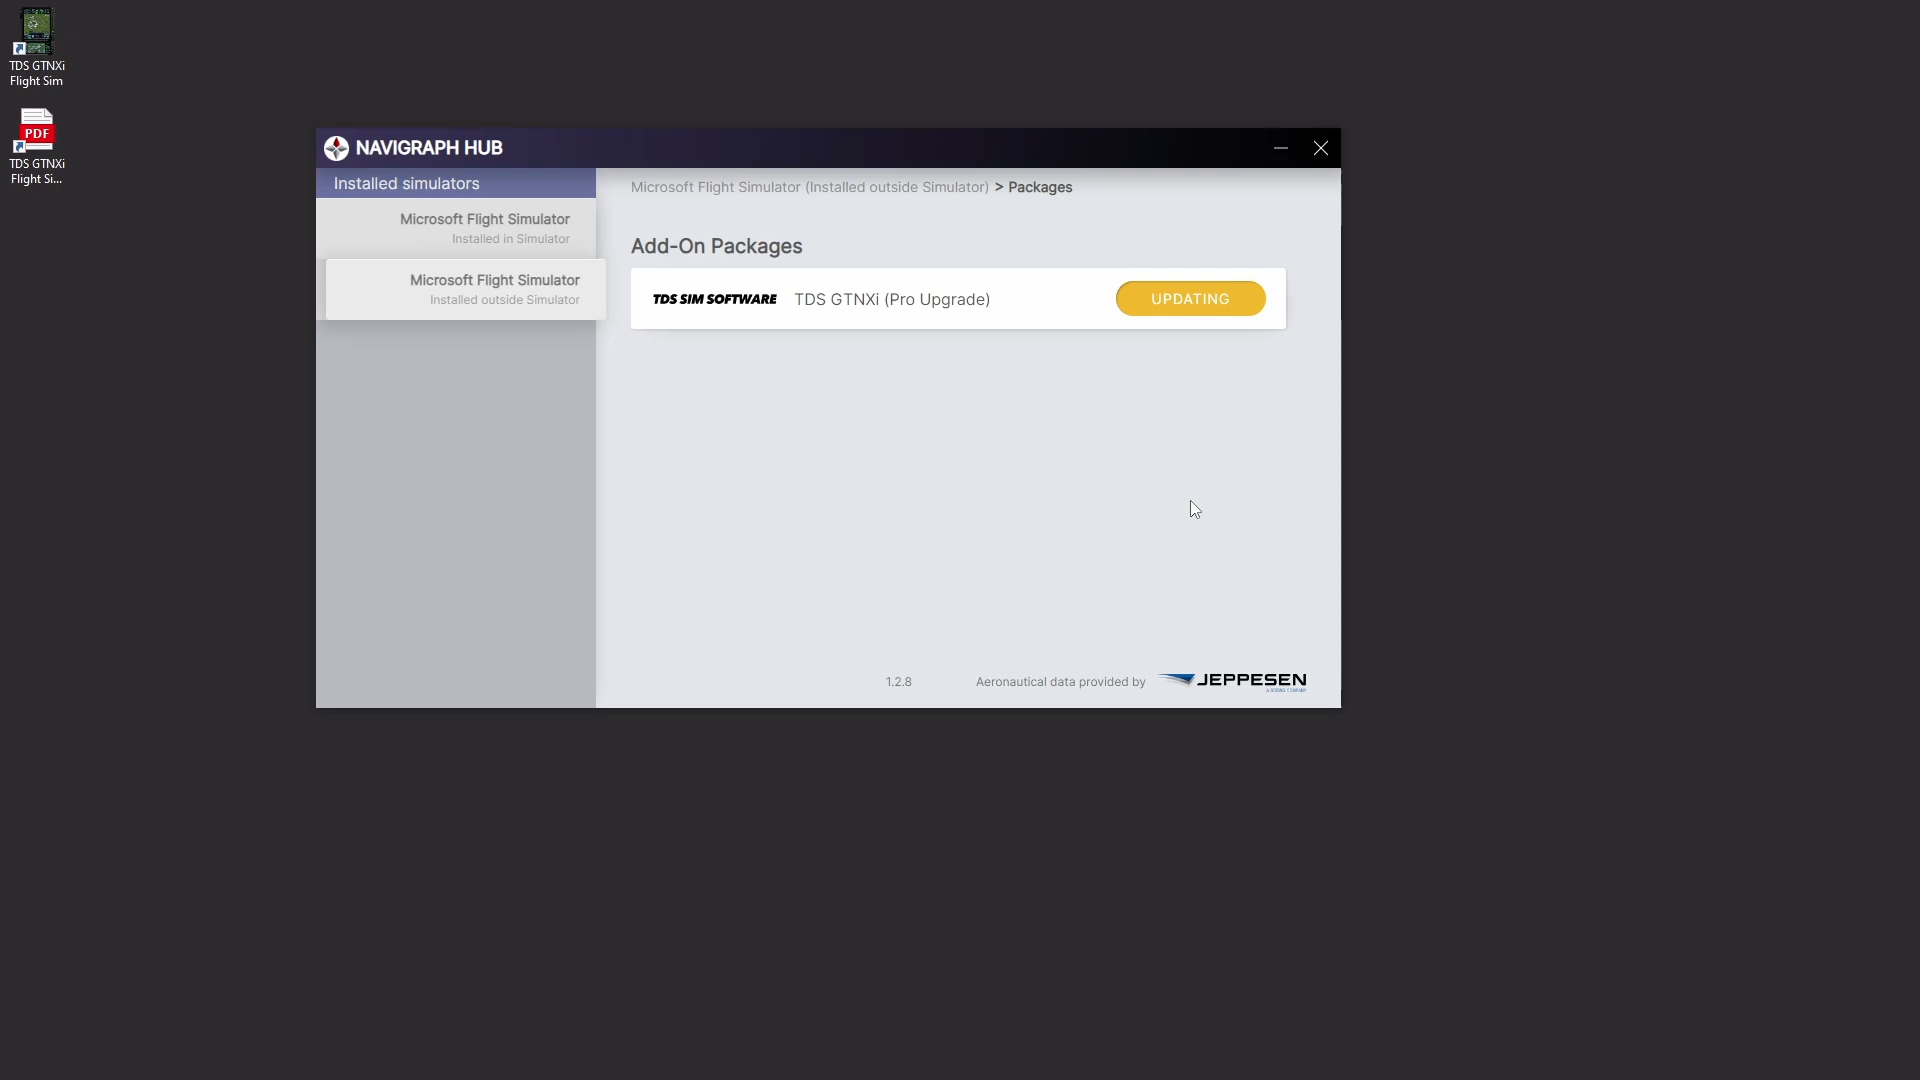 TDS GTNXi
Flight Sim
PDF
TDS GTNXi
Flight Si...
NAVIGRAPH HUB
Installed simulators
Microsoft Flight Simulator
Installed in Simulator
Microsoft Flight Simulator
Installed outside Simulator
Microsoft Flight Simulator (Installed outside Simulator) > Packages
Add-On Packages
TDS SIM SOFTWARE TDS GTNXi (Pro Upgrade) UPDATING
1.2.8 Aeronautical data provided by JEPPESEN
A BOEING COMPANY